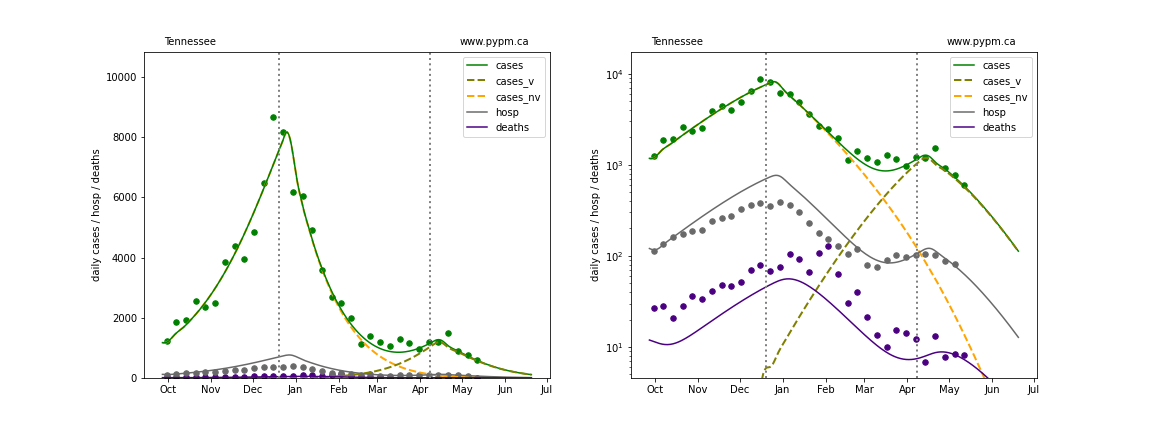 Tennessee www.pypm.ca
10000
8000
6000
4000
2000
0
daily cases / hosp / deaths
Oct Nov Dec Jan Feb Mar Apr May Jun Jul
cases
cases_v
cases_nv
hosp
deaths
Tennessee www.pypm.ca
10⁴
10³
10²
10¹
daily cases / hosp / deaths
Oct Nov Dec Jan Feb Mar Apr May Jun Jul
cases
cases_v
cases_nv
hosp
deaths